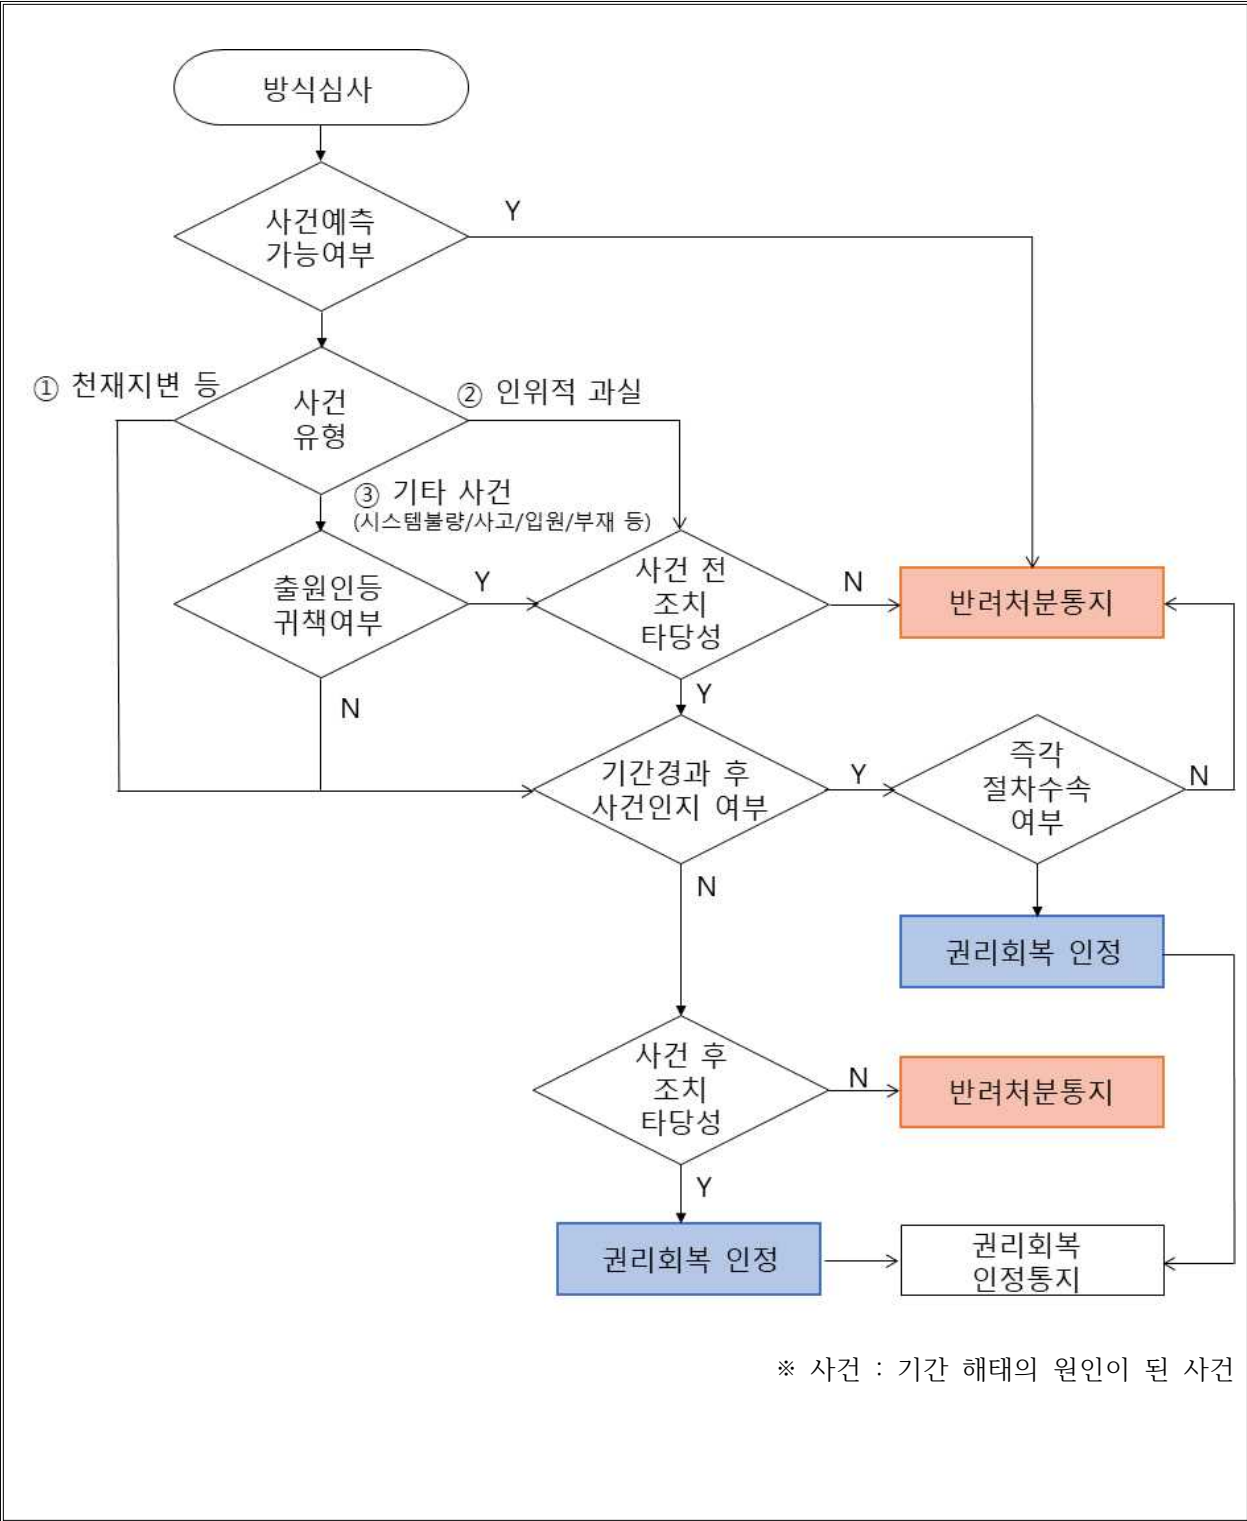 방식심사
사건예측
가능여부
Y
① 천재지변 등
사건
유형
② 인위적 과실
③ 기타 사건
(시스템불량/사고/입원/부재 등)
출원인등
귀책여부
Y
사건 전
조치
타당성
N
반려처분통지
N
Y
기간경과 후
사건인지 여부
Y
즉각
절차수속
여부
N
N
권리회복 인정
사건 후
조치
타당성
N
반려처분통지
Y
권리회복 인정
권리회복
인정통지
※ 사건 : 기간 해태의 원인이 된 사건